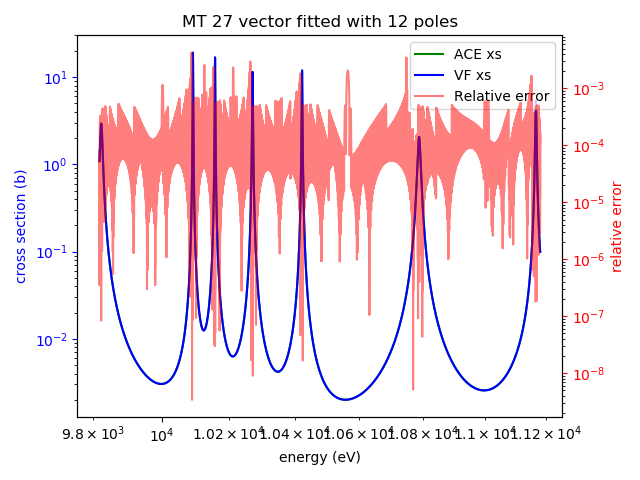 MT 27 vector fitted with 12 poles
ACE xs
VF xs
Relative error
cross section (b)
10¹
10⁰
10⁻¹
10⁻²
relative error
10⁻³
10⁻⁴
10⁻⁵
10⁻⁶
10⁻⁷
10⁻⁸
9.8 × 10³ 10⁴ 1.02 × 10⁴ 1.04 × 10⁴ 1.06 × 10⁴ 1.08 × 10⁴ 1.1 × 10⁴ 1.12 × 10⁴
energy (eV)